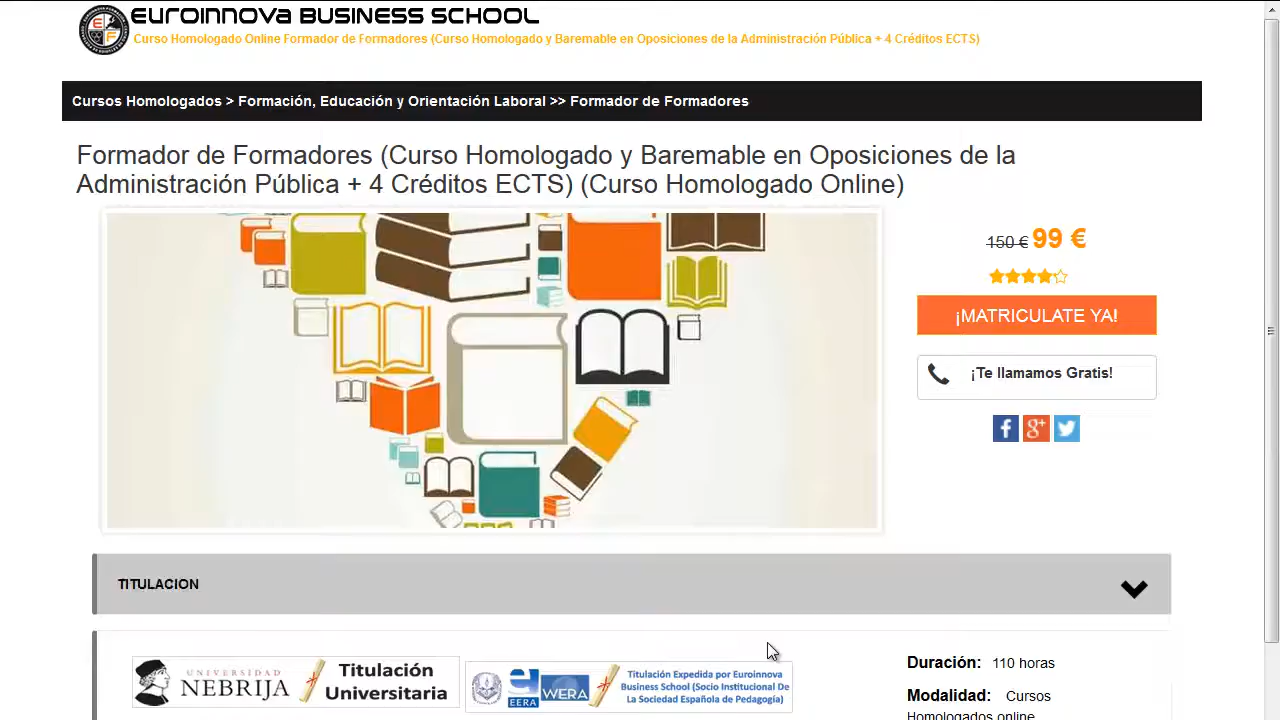 EUROINNOVA BUSINESS SCHOOL
Curso Homologado Online Formador de Formadores (Curso Homologado y Baremable en Oposiciones de la Administración Pública + 4 Créditos ECTS)
Cursos Homologados > Formación, Educación y Orientación Laboral >> Formador de Formadores
Formador de Formadores (Curso Homologado y Baremable en Oposiciones de la
Administración Pública + 4 Créditos ECTS) (Curso Homologado Online)
150 € 99 €
¡MATRICULATE YA!
¡Te llamamos Gratis!
TITULACION
UNIVERSIDAD
NEBRIJA
Titulación
Universitaria
EERA
WERA
Titulación Expedida por Euroinnova
Business School (Socio Institucional De
La Sociedad Española de Pedagogía)
Duración: 110 horas
Modalidad: Cursos
Homologados online